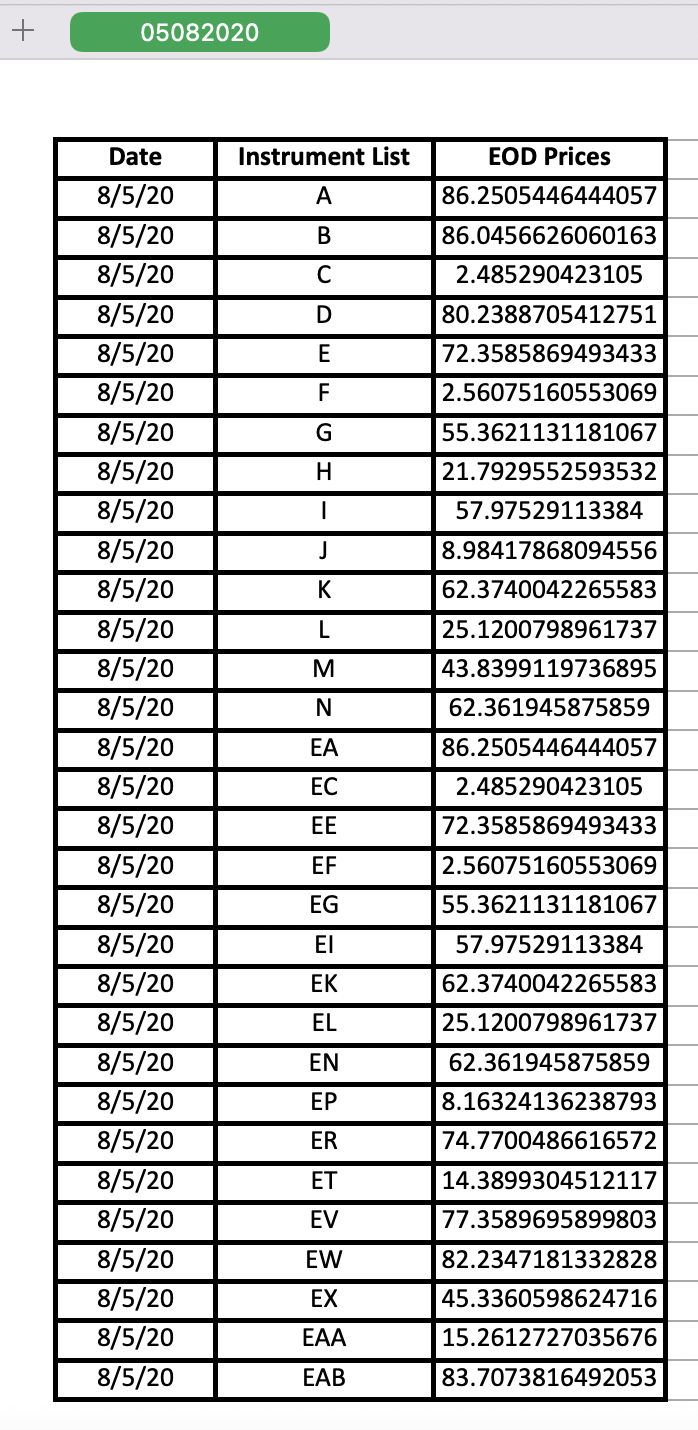 05082020
Date Instrument List EOD Prices
8/5/20 A 86.2505446444057
8/5/20 B 86.0456626060163
8/5/20 C 2.485290423105
8/5/20 D 80.2388705412751
8/5/20 E 72.3585869493433
8/5/20 F 2.56075160553069
8/5/20 G 55.3621131181067
8/5/20 H 21.7929552593532
8/5/20 I 57.97529113384
8/5/20 J 8.98417868094556
8/5/20 K 62.3740042265583
8/5/20 L 25.1200798961737
8/5/20 M 43.8399119736895
8/5/20 N 62.361945875859
8/5/20 EA 86.2505446444057
8/5/20 EC 2.485290423105
8/5/20 EE 72.3585869493433
8/5/20 EF 2.56075160553069
8/5/20 EG 55.3621131181067
8/5/20 EI 57.97529113384
8/5/20 EK 62.3740042265583
8/5/20 EL 25.1200798961737
8/5/20 EN 62.361945875859
8/5/20 EP 8.16324136238793
8/5/20 ER 74.7700486616572
8/5/20 ET 14.3899304512117
8/5/20 EV 77.3589695899803
8/5/20 EW 82.2347181332828
8/5/20 EX 45.3360598624716
8/5/20 EAA 15.2612727035676
8/5/20 EAB 83.7073816492053